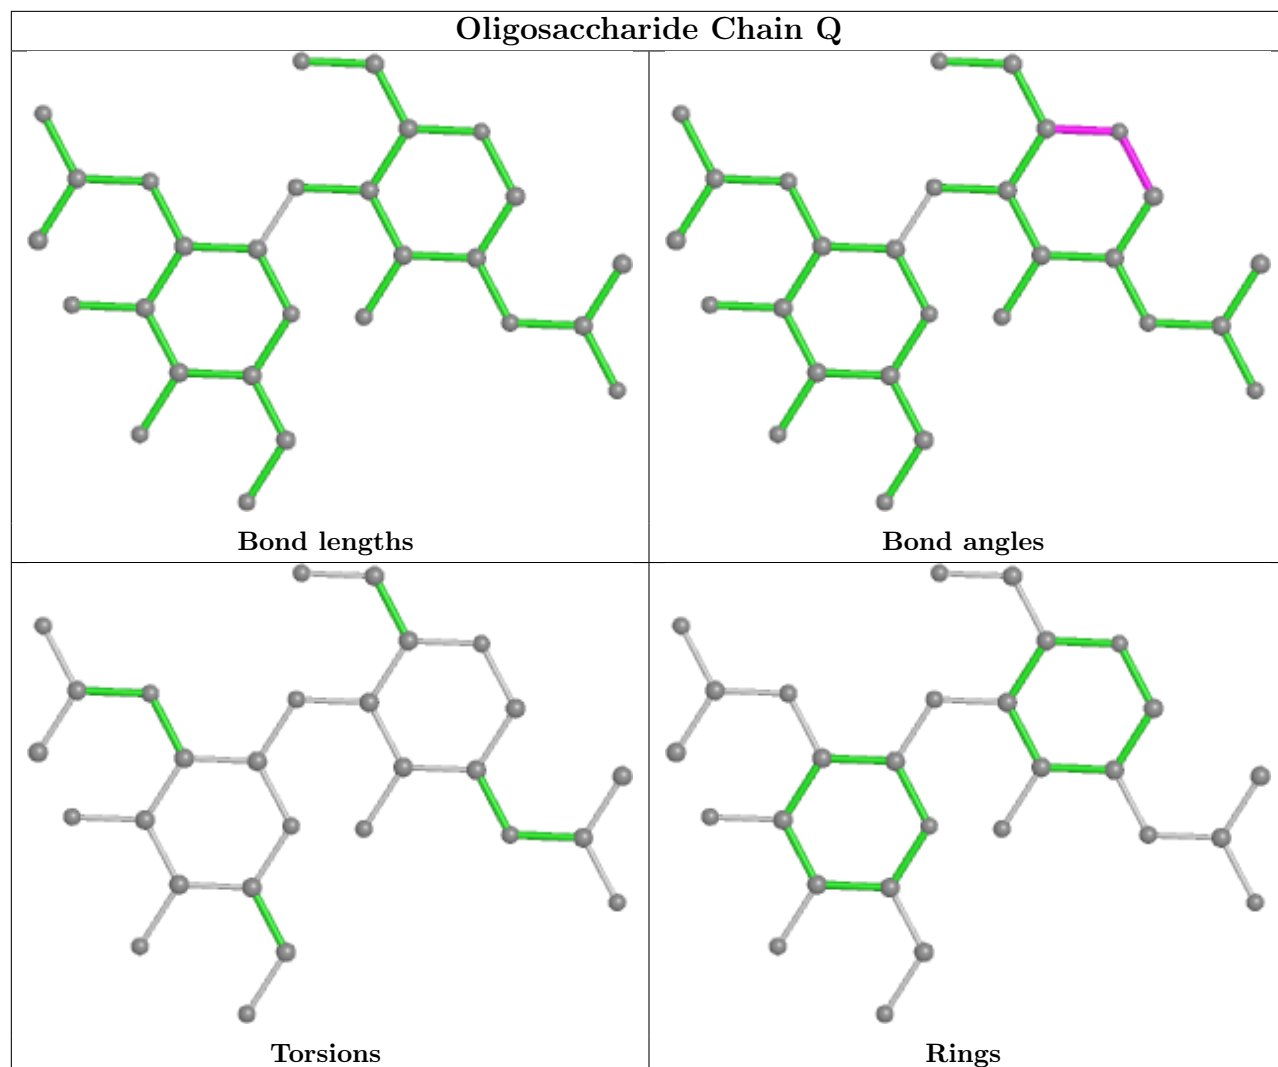 Oligosaccharide Chain Q
Bond lengths
Bond angles
Torsions
Rings